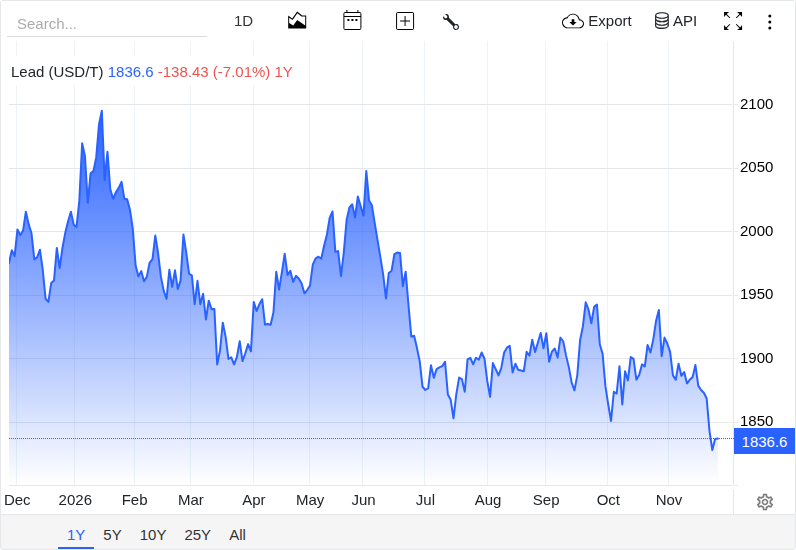 Search... 1D Export API
Lead (USD/T) 1836.6 -138.43 (-7.01%) 1Y
2100
2050
2000
1950
1900
1850
1836.6
Dec 2026 Feb Mar Apr May Jun Jul Aug Sep Oct Nov
1Y 5Y 10Y 25Y All